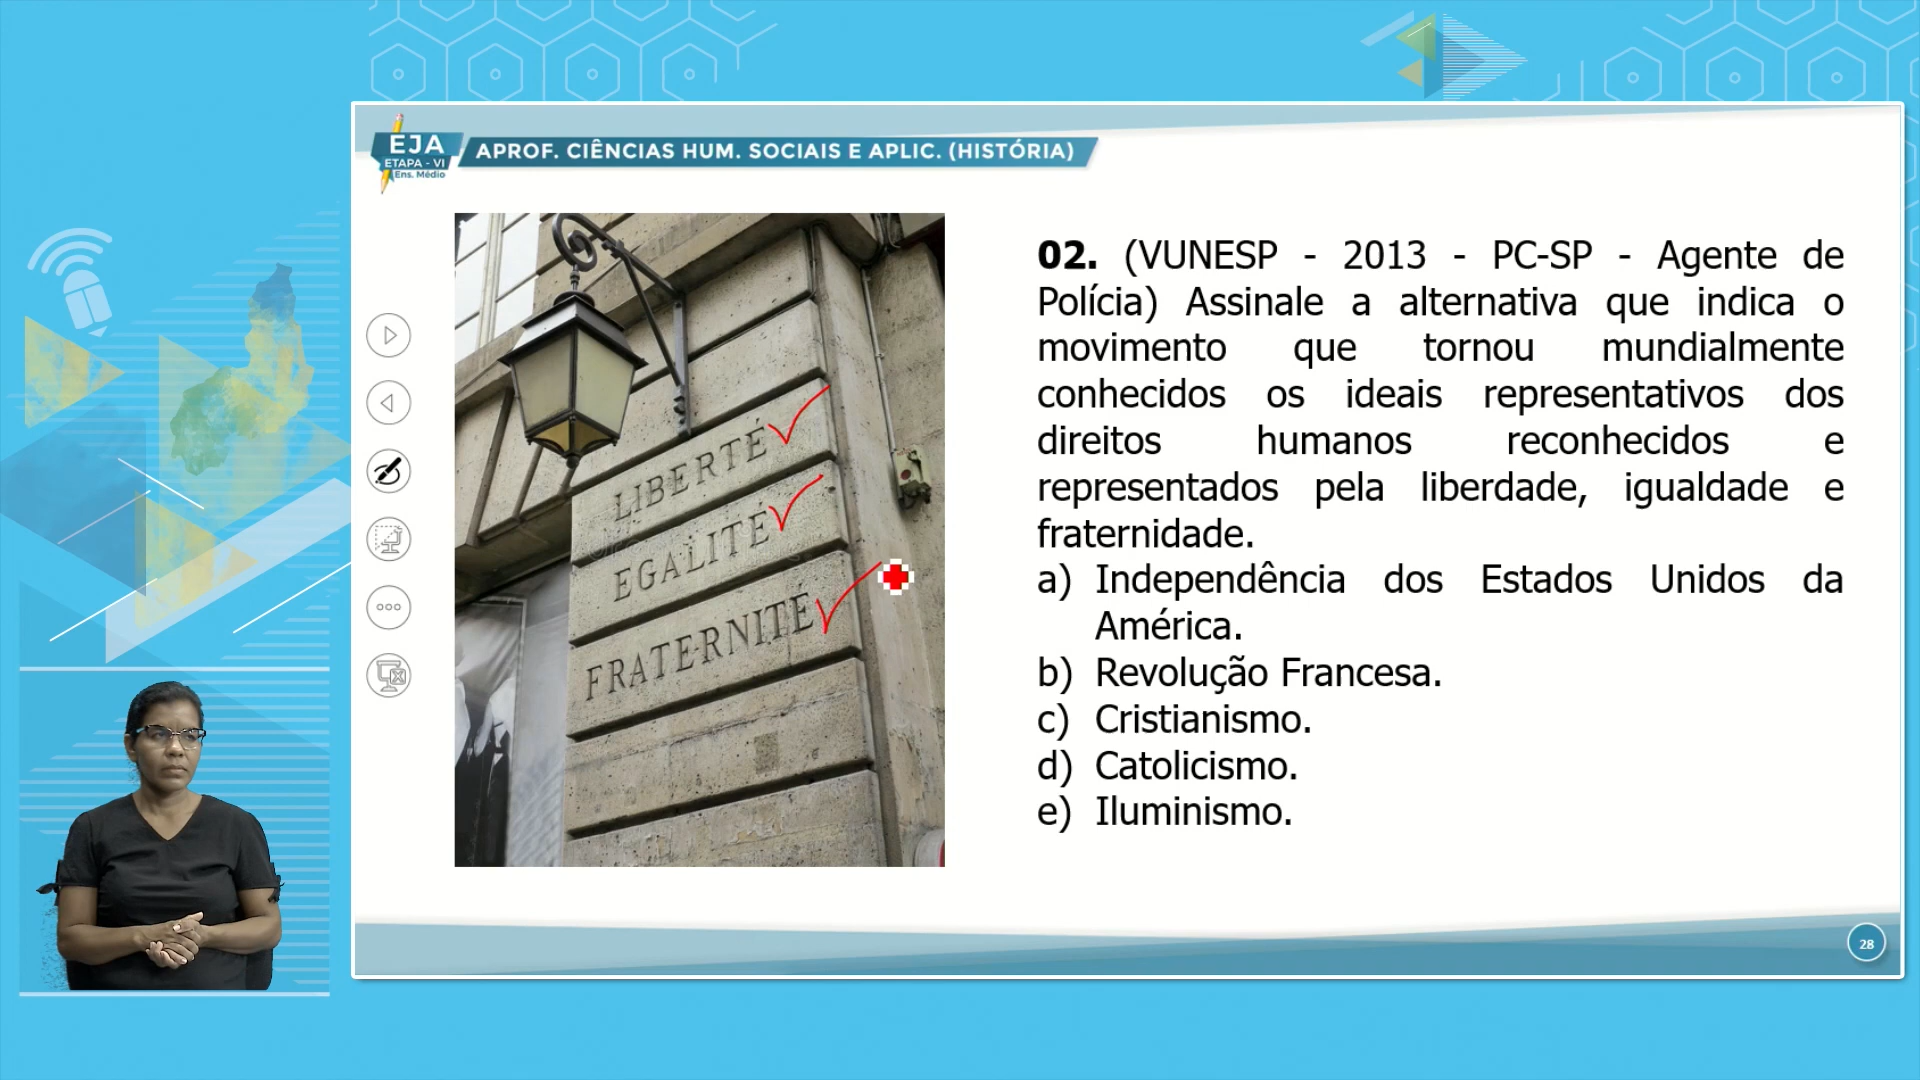 EJA
ETAPA - VI
Ens. Médio
APROF. CIÊNCIAS HUM. SOCIAIS E APLIC. (HISTÓRIA)
LIBERTÉ
EGALITÉ
FRATERNITÉ
02. (VUNESP - 2013 - PC-SP - Agente de
Polícia) Assinale a alternativa que indica o
movimento que tornou mundialmente
conhecidos os ideais representativos dos
direitos humanos reconhecidos e
representados pela liberdade, igualdade e
fraternidade.
a) Independência dos Estados Unidos da
América.
b) Revolução Francesa.
c) Cristianismo.
d) Catolicismo.
e) Iluminismo.
28